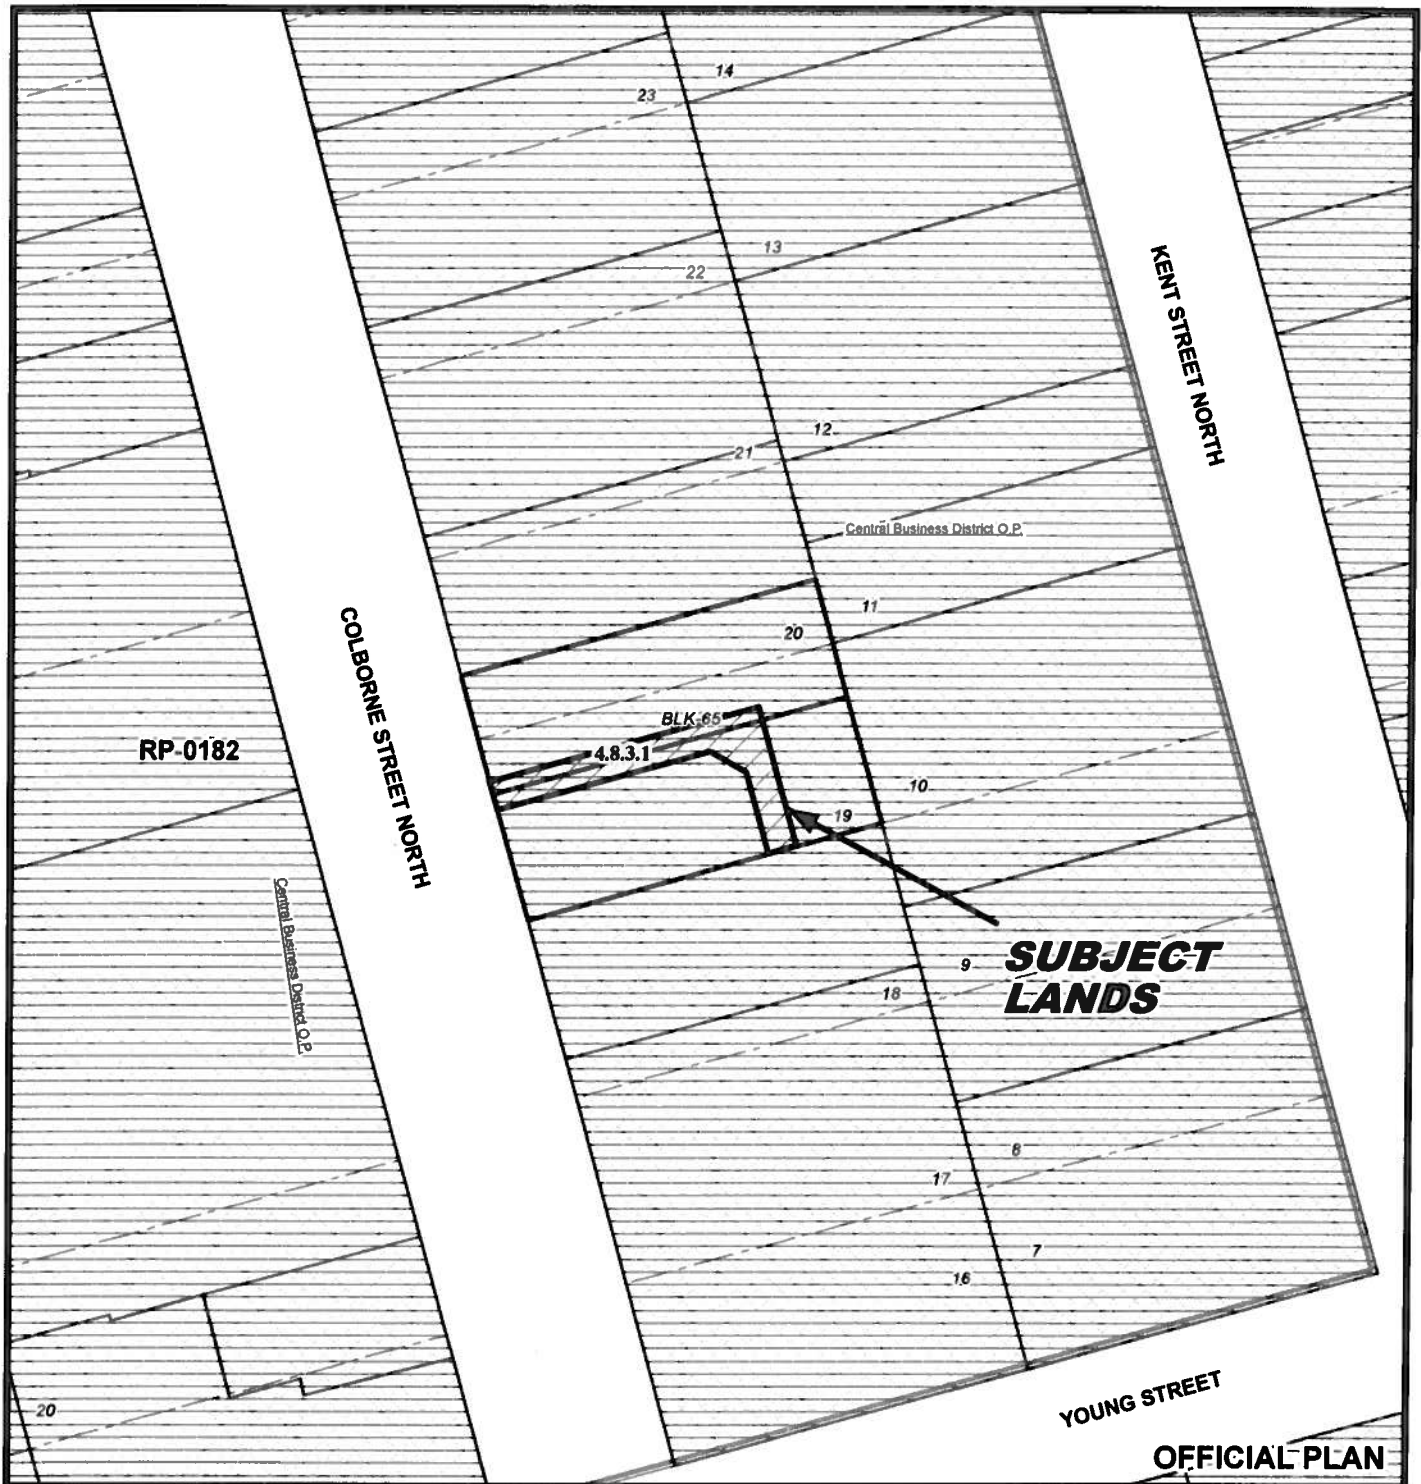 14
23
13
22
KENT STREET NORTH
12
21
Central Business District O.P.
11
20
COLBORNE STREET NORTH
BLK 65
RP-0182
4.8.3.1
10
19
Central Business District O.P.
SUBJECT
LANDS
9
18
8
17
7
16
YOUNG STREET
20
OFFICIAL PLAN